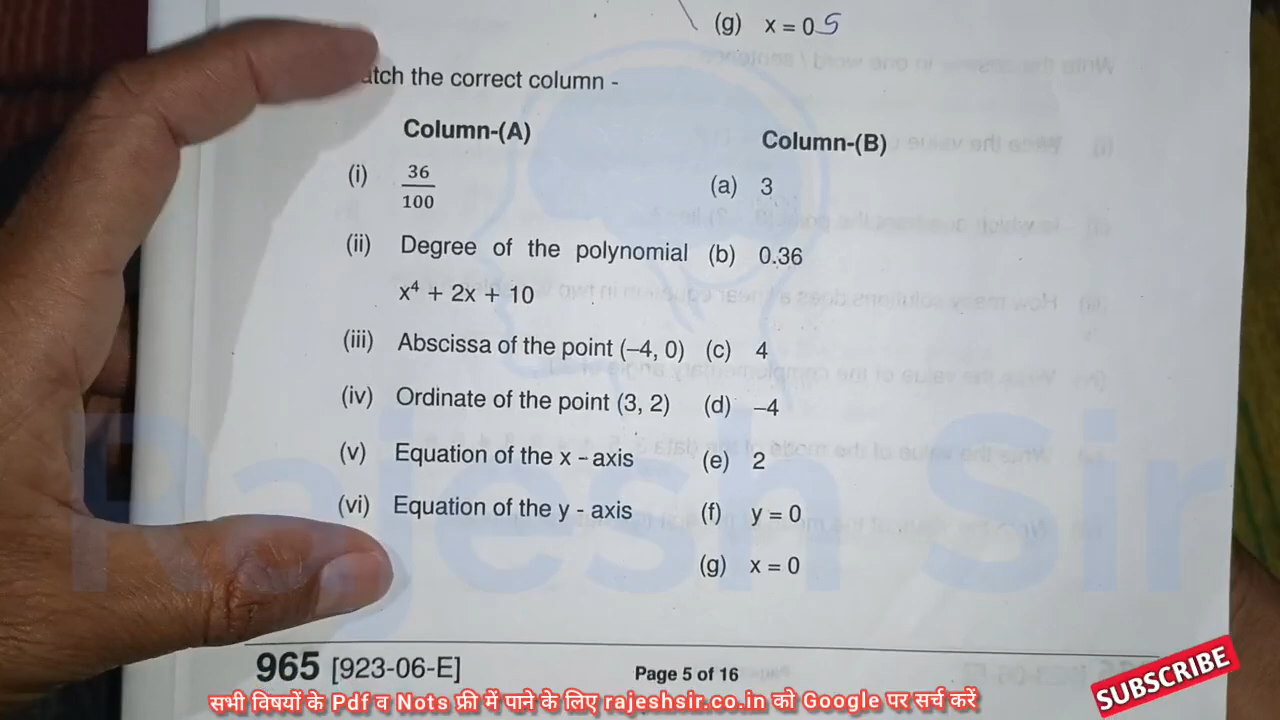 (g) x = 0 5
atch the correct column -
Column-(A) Column-(B)
(i) 36/100 (a) 3
(ii) Degree of the polynomial (b) 0.36
x⁴ + 2x + 10
(iii) Abscissa of the point (–4, 0) (c) 4
(iv) Ordinate of the point (3, 2) (d) –4
(v) Equation of the x - axis (e) 2
(vi) Equation of the y - axis (f) y = 0
(g) x = 0
Rajesh Sir
965 [923-06-E] Page 5 of 16
SUBSCRIBE
सभी विषयों के Pdf व Nots फ्री में पाने के लिए rajeshsir.co.in को Google पर सर्च करें